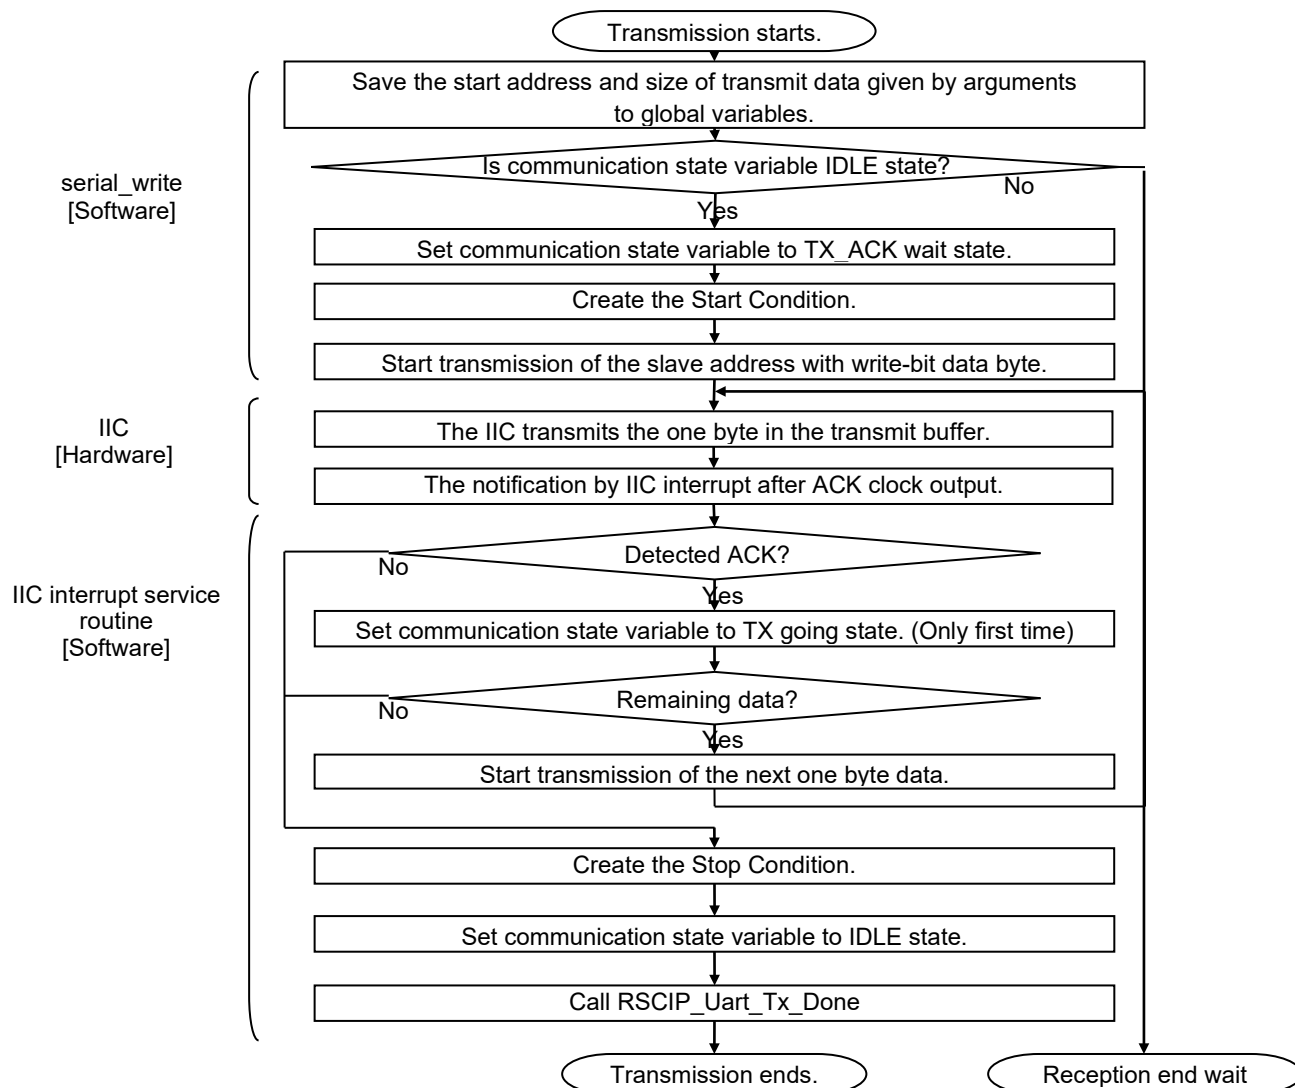 Transmission starts.
Save the start address and size of transmit data given by arguments
to global variables.
Is communication state variable IDLE state?
No
serial_write
[Software]
Yes
Set communication state variable to TX_ACK wait state.
Create the Start Condition.
Start transmission of the slave address with write-bit data byte.
IIC
[Hardware]
The IIC transmits the one byte in the transmit buffer.
The notification by IIC interrupt after ACK clock output.
Detected ACK?
No
Yes
IIC interrupt service
routine
[Software]
Set communication state variable to TX going state. (Only first time)
Remaining data?
No
Yes
Start transmission of the next one byte data.
Create the Stop Condition.
Set communication state variable to IDLE state.
Call RSCIP_Uart_Tx_Done
Transmission ends.
Reception end wait